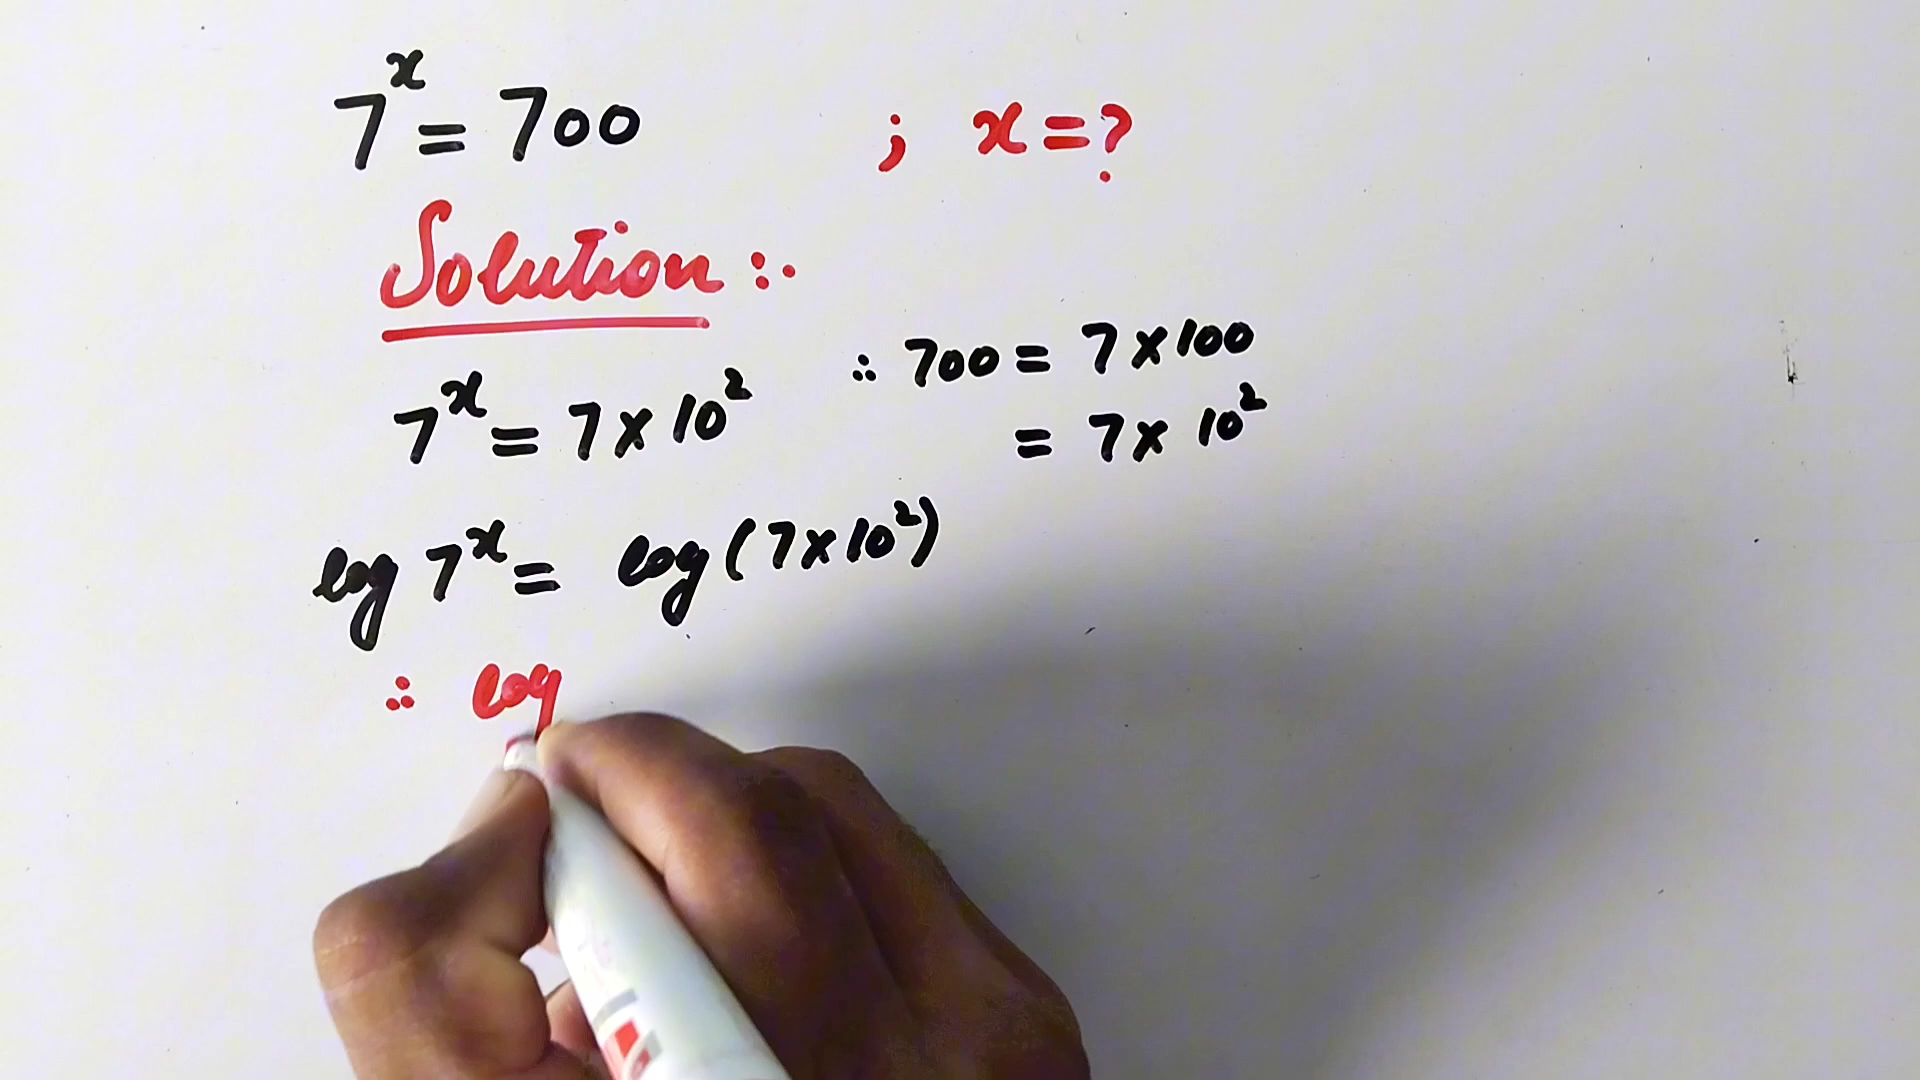 7^x = 700 ; x = ?
Solution :-
7^x = 7 × 10^2 ∴ 700 = 7 × 100
= 7 × 10^2
log 7^x = log (7 × 10^2)
∴ log